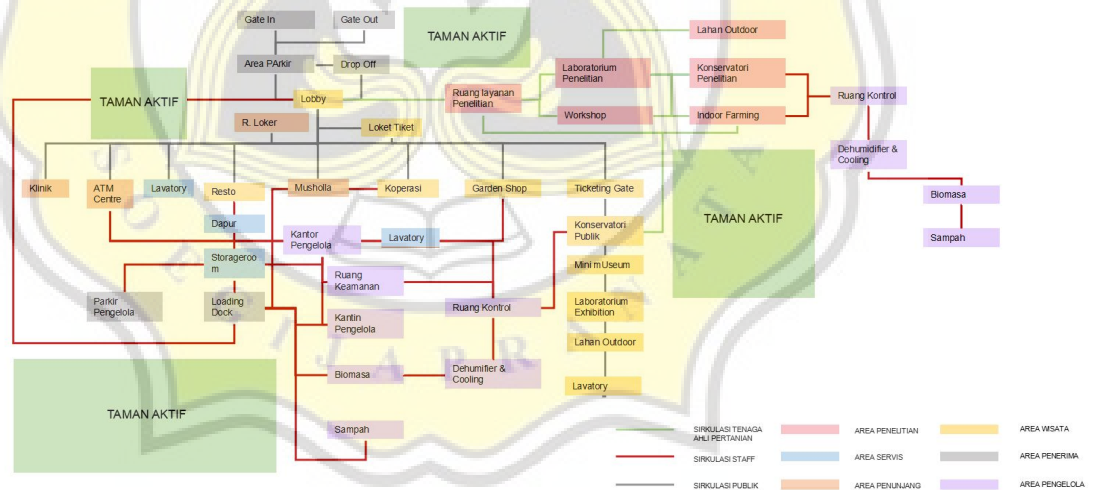 Gate In
Gate Out
TAMAN AKTIF
Lahan Outdoor
Area PArkir
Drop Off
Laboratorium
Penelitian
Konservatori
Penelitian
TAMAN AKTIF
Lobby
Ruang layanan
Penelitian
Ruang Kontrol
R. Loker
Loket Tiket
Workshop
Indoor Farming
Dehumidifier &
Cooling
Klinik
ATM
Centre
Lavatory
Resto
Musholla
Koperasi
Garden Shop
Ticketing Gate
Biomasa
Dapur
Kantor
Pengelola
Lavatory
Konservatori
Publik
TAMAN AKTIF
Sampah
Storageroo
m
Mini mUseum
Ruang
Keamanan
Parkir
Pengelola
Loading
Dock
Ruang Kontrol
Laboratorium
Exhibition
Kantin
Pengelola
Lahan Outdoor
Biomasa
Dehumifier &
Cooling
Lavatory
TAMAN AKTIF
Sampah
SIRKULASI TENAGA
AHLI PERTANIAN
AREA PENELITIAN
AREA WISATA
SIRKULASI STAFF
AREA SERVIS
AREA PENERIMA
SIRKULASI PUBLIK
AREA PENUNJANG
AREA PENGELOLA
SOEGIJAPRANATA